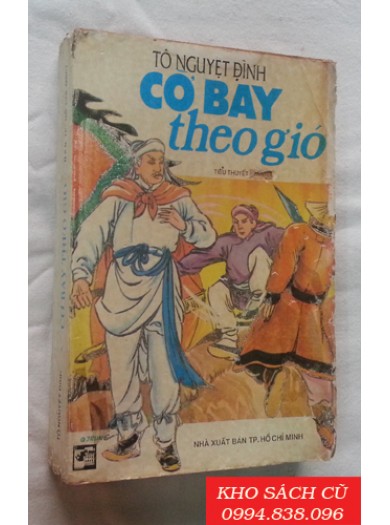 TÔ NGUYỆT ĐÌNH
CỜ BAY
theo gió
TIỂU THUYẾT
NHÀ XUẤT BẢN TP. HỒ CHÍ MINH
KHO SÁCH CŨ
0994.838.096